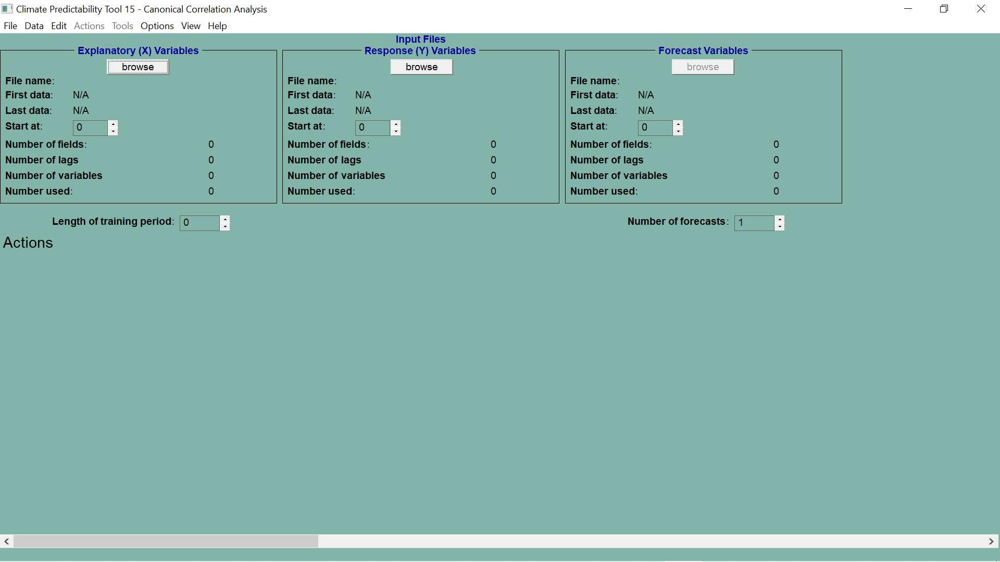 Climate Predictability Tool 15 - Canonical Correlation Analysis
File Data Edit Actions Tools Options View Help
Input Files
Explanatory (X) Variables
browse
File name:
First data: N/A
Last data: N/A
Start at: 0
Number of fields: 0
Number of lags 0
Number of variables 0
Number used: 0
Response (Y) Variables
browse
File name:
First data: N/A
Last data: N/A
Start at: 0
Number of fields: 0
Number of lags 0
Number of variables 0
Number used: 0
Forecast Variables
browse
File name:
First data: N/A
Last data: N/A
Start at: 0
Number of fields: 0
Number of lags 0
Number of variables 0
Number used: 0
Length of training period: 0
Number of forecasts: 1
Actions